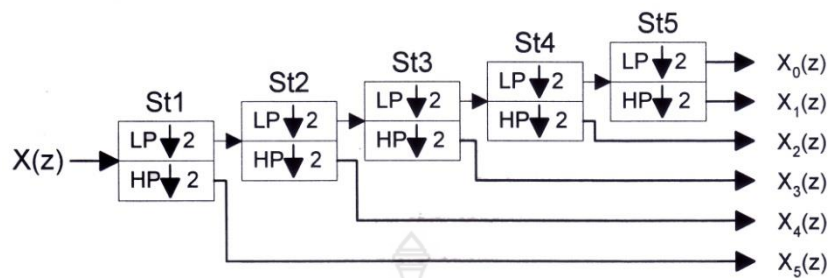 St1
St2
St3
St4
St5
X(z)
LP 2
HP 2
LP 2
HP 2
LP 2
HP 2
LP 2
HP 2
LP 2
HP 2
X₀(z)
X₁(z)
X₂(z)
X₃(z)
X₄(z)
X₅(z)